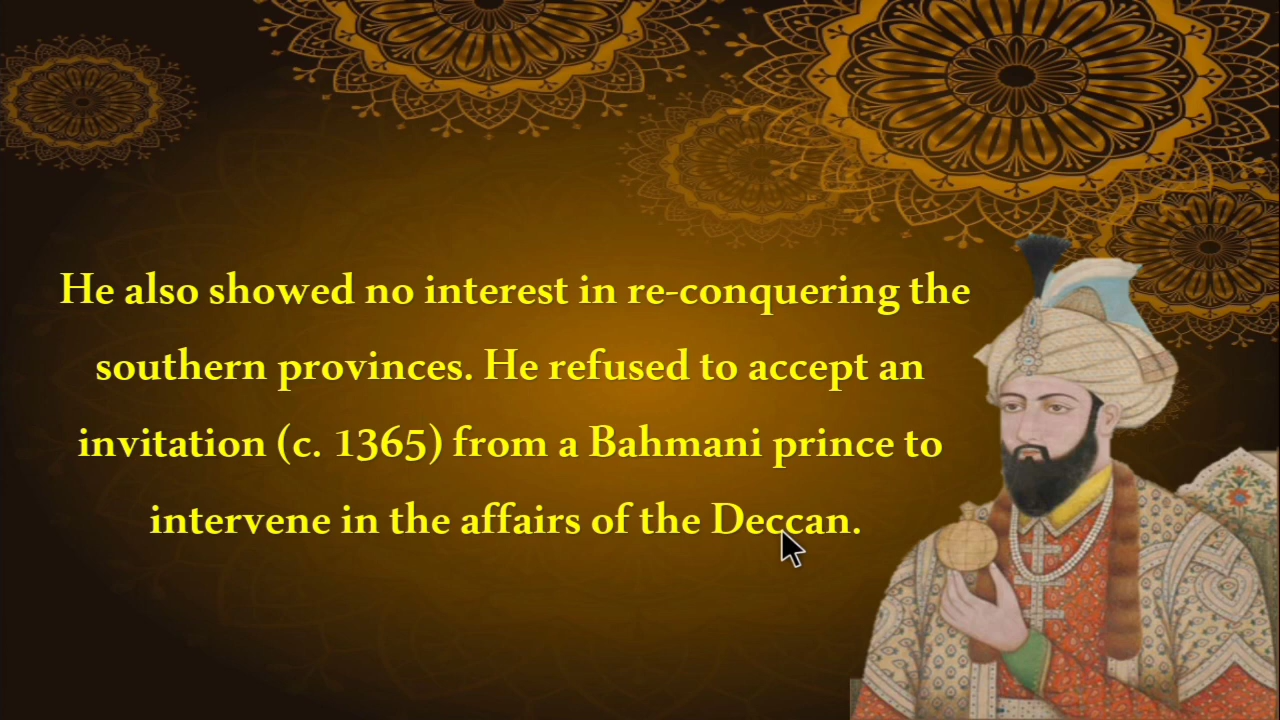 He also showed no interest in re-conquering the
southern provinces. He refused to accept an
invitation (c. 1365) from a Bahmani prince to
intervene in the affairs of the Deccan.